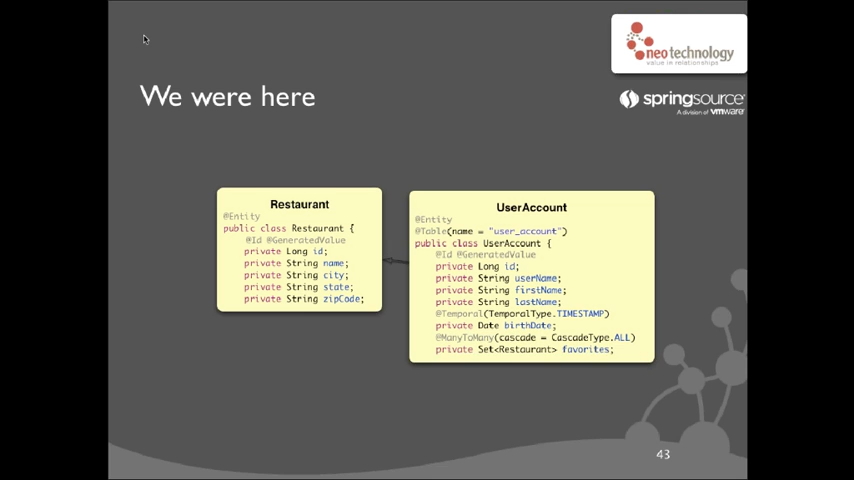 neotechnology
value in relationships
We were here
springsource
A division of vmware
Restaurant
@Entity
public class Restaurant {
@Id @GeneratedValue
private Long id;
private String name;
private String city;
private String state;
private String zipCode;
UserAccount
@Entity
@Table(name = "user_account")
public class UserAccount {
@Id @GeneratedValue
private Long id;
private String userName;
private String firstName;
private String lastName;
@Temporal(TemporalType.TIMESTAMP)
private Date birthDate;
@ManyToMany(cascade = CascadeType.ALL)
private Set<Restaurant> favorites;
43